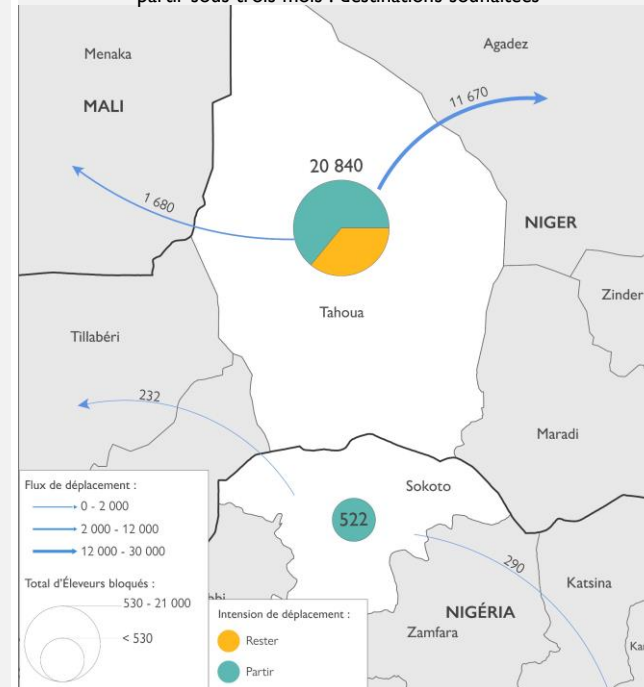 partir sous trois mois : destinations souhaitées
Agadez
Menaka
MALI
11 670
20 840
1 680
NIGER
Zinder
Tahoua
Tillabéri
232
Maradi
Sokoto
522
290
Katsina
NIGÉRIA
Zamfara
Flux de déplacement :
0 - 2 000
2 000 - 12 000
12 000 - 30 000
Total d’Éleveurs bloqués :
530 - 21 000
< 530
Intension de déplacement :
Rester
Partir